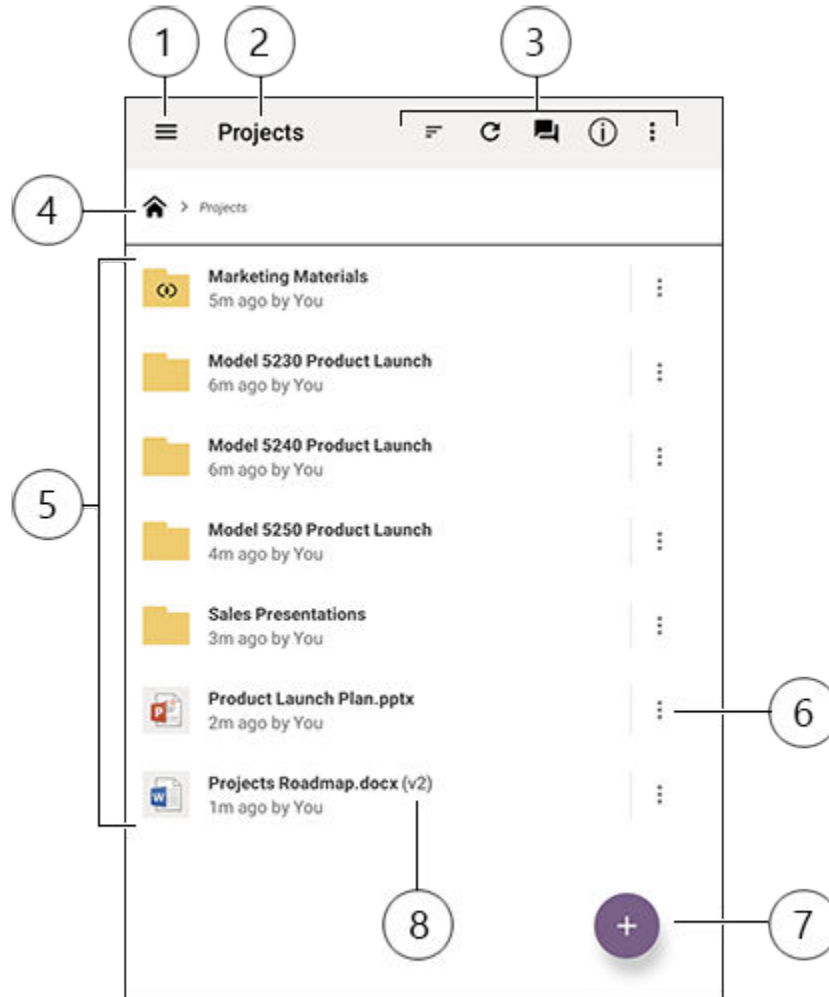 1
2
3
Projects
4
Projects
Marketing Materials
5m ago by You
Model 5230 Product Launch
6m ago by You
Model 5240 Product Launch
6m ago by You
5
Model 5250 Product Launch
4m ago by You
Sales Presentations
3m ago by You
P
Product Launch Plan.pptx
2m ago by You
6
W
Projects Roadmap.docx (v2)
1m ago by You
8
7